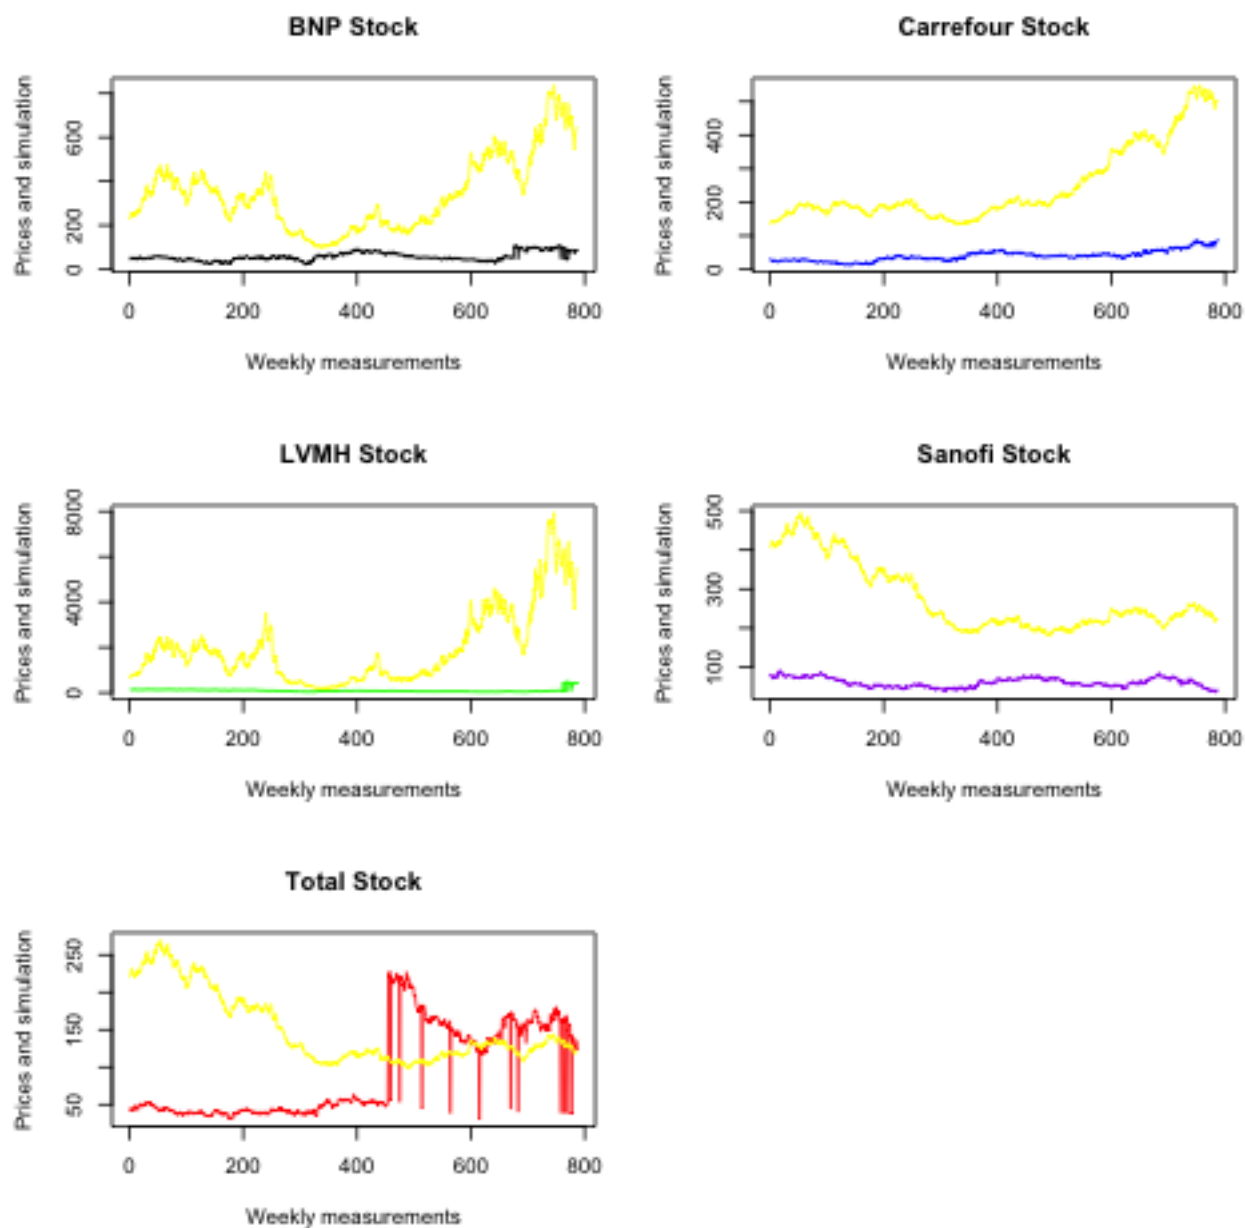 BNP Stock
Prices and simulation
0 200 600
0 200 400 600 800
Weekly measurements
Carrefour Stock
Prices and simulation
0 200 400
0 200 400 600 800
Weekly measurements
LVMH Stock
Prices and simulation
0 4000 8000
0 200 400 600 800
Weekly measurements
Sanofi Stock
Prices and simulation
100 300 500
0 200 400 600 800
Weekly measurements
Total Stock
Prices and simulation
50 150 250
0 200 400 600 800
Weekly measurements